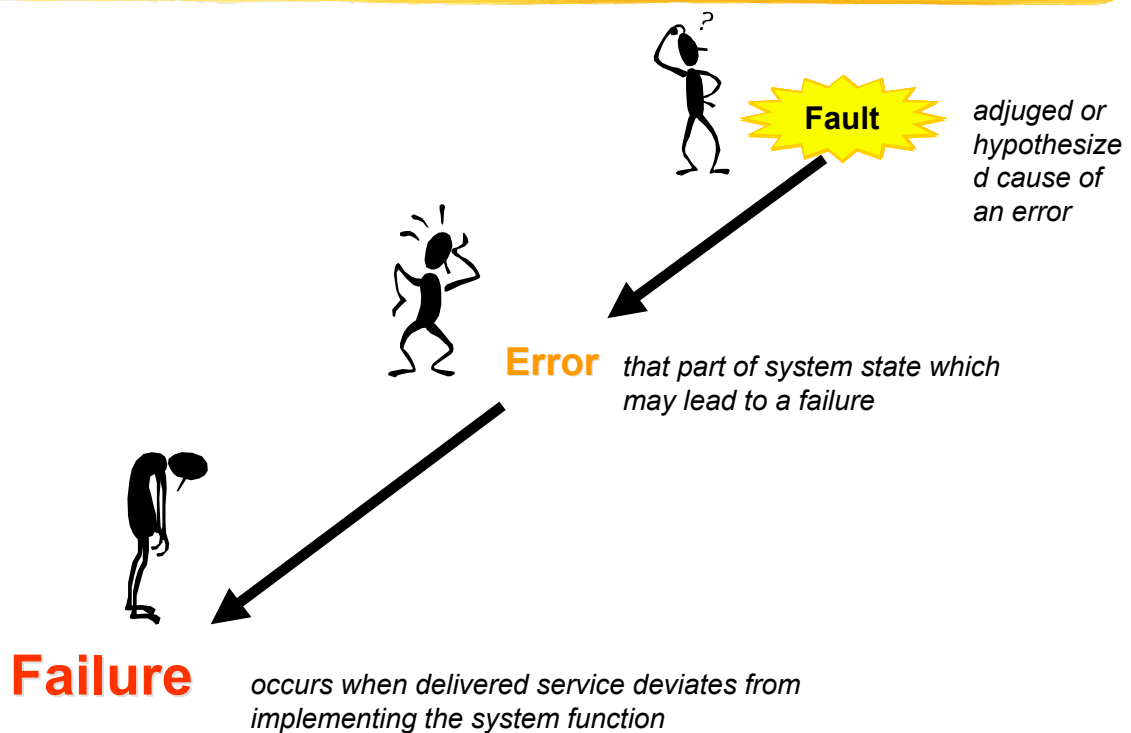 ?
Fault
adjuged or
hypothesize
d cause of
an error
Error
that part of system state which
may lead to a failure
Failure
occurs when delivered service deviates from
implementing the system function